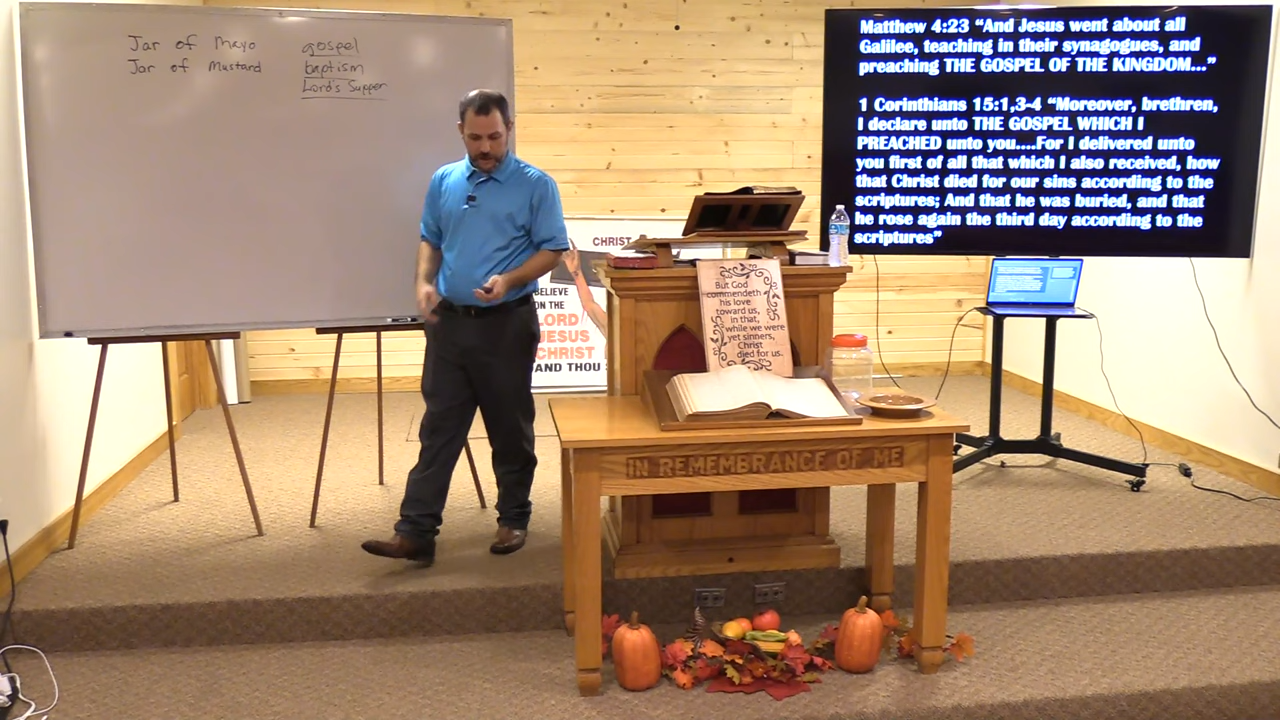 Jar of Mayo gospel
Jar of Mustard baptism
Lord's Supper
Matthew 4:23 “And Jesus went about all
Galilee, teaching in their synagogues, and
preaching THE GOSPEL OF THE KINGDOM...”
1 Corinthians 15:1,3-4 “Moreover, brethren,
I declare unto THE GOSPEL WHICH I
PREACHED unto you....For I delivered unto
you first of all that which I also received, how
that Christ died for our sins according to the
scriptures; And that he was buried, and that
he rose again the third day according to the
scriptures”
CHRIST
BELIEVE
ON THE
LORD
JESUS
CHRIST
AND THOU
But God
commendeth
his love
toward us,
in that,
while we were
yet sinners,
Christ
died for us.
IN REMEMBRANCE OF ME